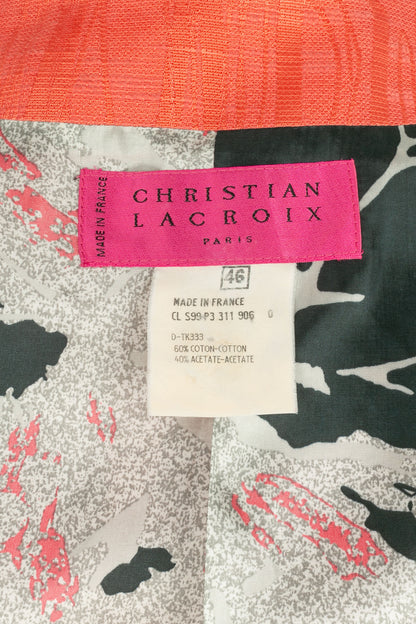 CHRISTIAN
LACROIX
PARIS
MADE IN FRANCE
46
MADE IN FRANCE
CL S99-P3 311 906 0
D-TK333
60% COTON-COTTON
40% ACETATE-ACETATE